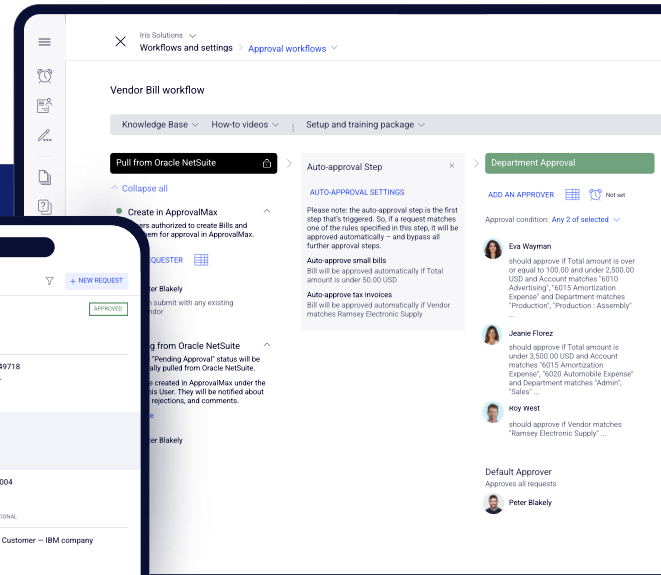 Iris Solutions
Workflows and settings > Approval workflows
Vendor Bill workflow
Knowledge Base How-to videos | Setup and training package
Pull from Oracle NetSuite
Collapse all
Create in ApprovalMax
authorized to create Bills and
for approval in ApprovalMax.
Blakely
submit with any existing
from Oracle NetSuite
"Pending Approval" status will be
pulled from Oracle NetSuite.
created in ApprovalMax under the
User. They will be notified about
rejections, and comments.
Blakely
Auto-approval Step
AUTO-APPROVAL SETTINGS
Please note: the auto-approval step is the first
step that's triggered. So, if a request matches
one of the rules specified in this step, it will be
approved automatically – and bypass all
further approval steps.
Auto-approve small bills
Bill will be approved automatically if Total
amount is under 50.00 USD
Auto-approve tax invoices
Bill will be approved automatically if Vendor
matches Ramsey Electronic Supply
Department Approval
ADD AN APPROVER Not set
Approval condition: Any 2 of selected
Eva Wayman
should approve if Total amount is over
or equal to 100.00 and under 2,500.00
USD and Account matches "6010
Advertising", "6015 Amortization
Expense" and Department matches
"Production", "Production : Assembly"
...
Jeanie Florez
should approve if Total amount is
under 3,500.00 USD and Account
matches "6015 Amortization
Expense", "6020 Automobile Expense"
and Department matches "Admin",
"Sales" ...
Roy West
should approve if Vendor matches
"Ramsey Electronic Supply" ...
Default Approver
Approves all requests
Peter Blakely
+ NEW REQUEST
APPROVED
49718
004
Customer — IBM company